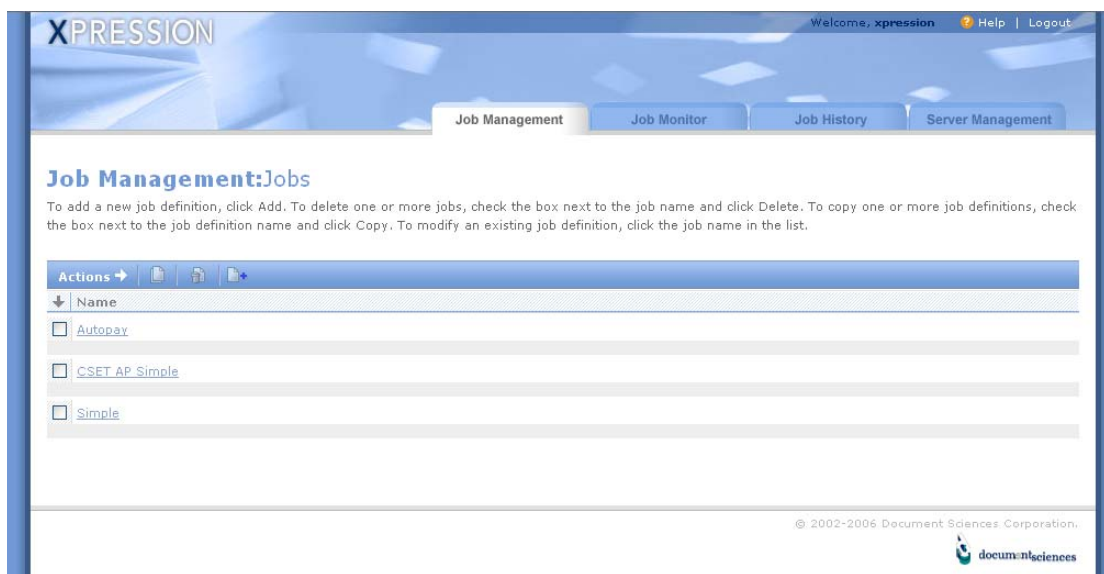 XPRESSION
Welcome, xpression ? Help | Logout
Job Management Job Monitor Job History Server Management
Job Management:Jobs
To add a new job definition, click Add. To delete one or more jobs, check the box next to the job name and click Delete. To copy one or more job definitions, check
the box next to the job definition name and click Copy. To modify an existing job definition, click the job name in the list.
Actions
Name
Autopay
CSET AP Simple
Simple
© 2002-2006 Document Sciences Corporation.
documentsciences